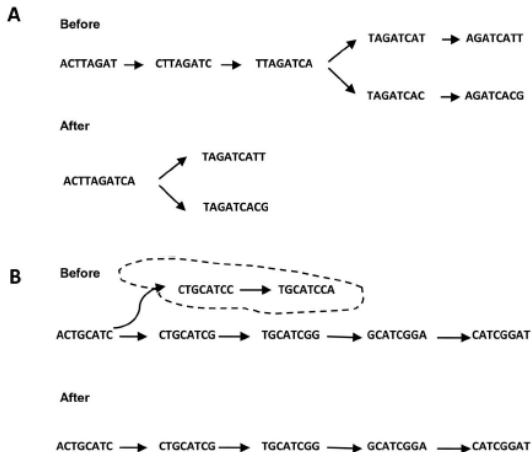 A
Before
TAGATCAT AGATCATT
ACTTAGAT CTTAGATC TTAGATCA
TAGATCAC AGATCACG
After
TAGATCATT
ACTTAGATCA
TAGATCACG
B
Before
CTGCATCC TGCATCCA
ACTGCATC CTGCATCG TGCATCGG GCATCGGA CATCGGAT
After
ACTGCATC CTGCATCG TGCATCGG GCATCGGA CATCGGAT